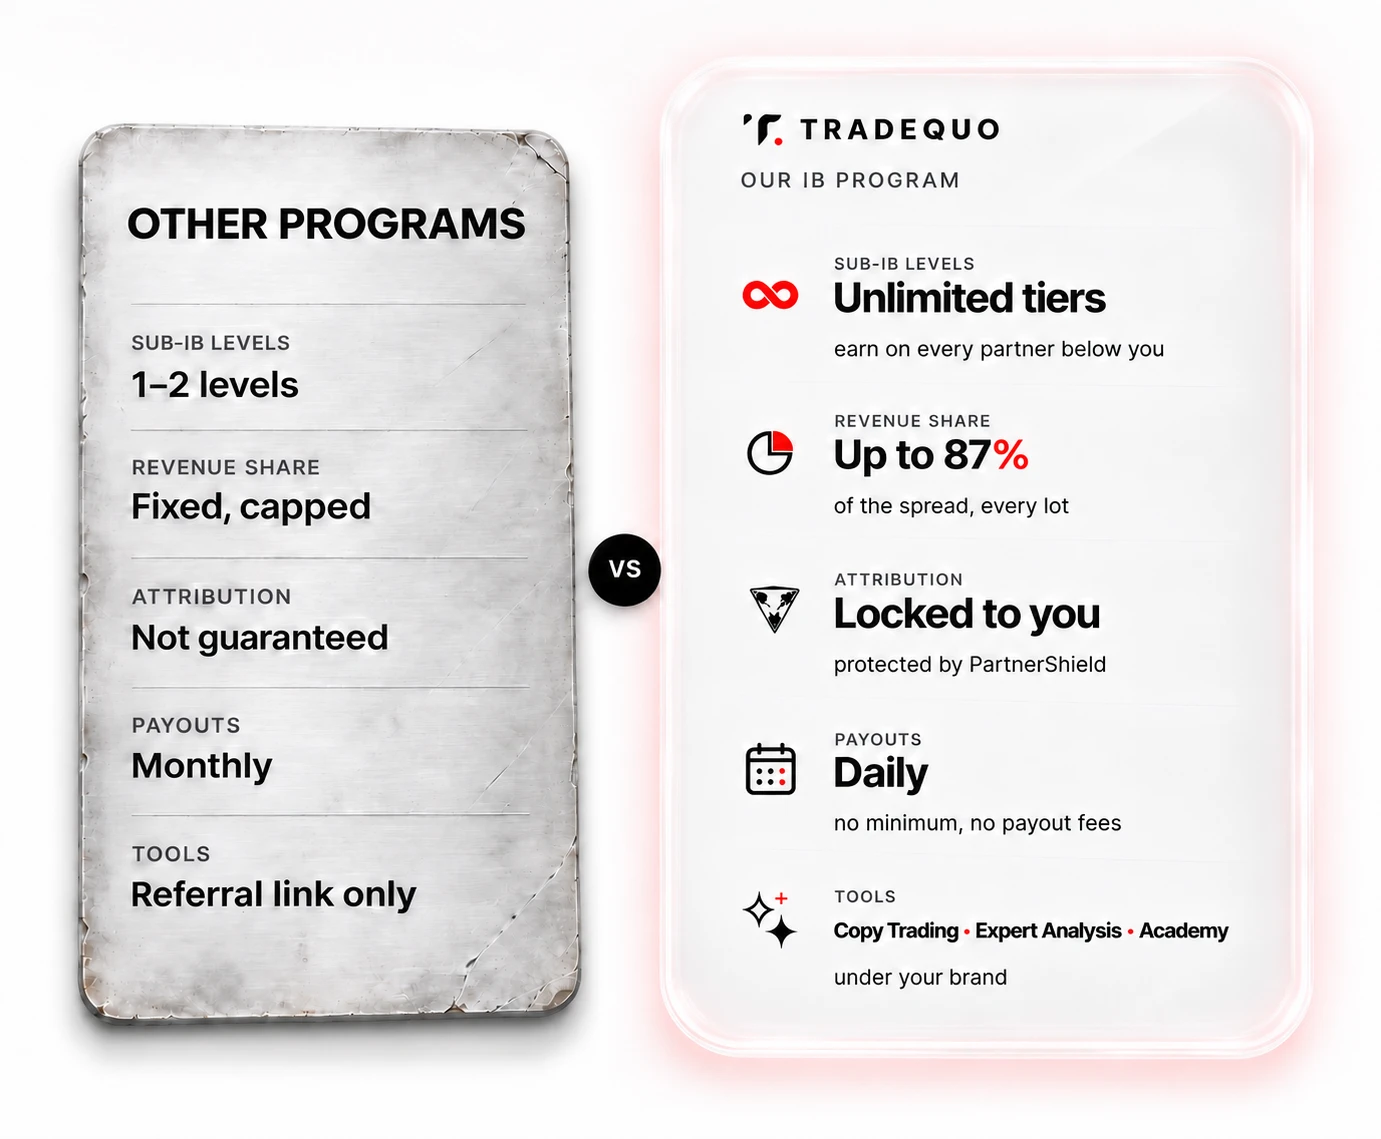 OTHER PROGRAMS
SUB-IB LEVELS
1–2 levels
REVENUE SHARE
Fixed, capped
ATTRIBUTION
Not guaranteed
PAYOUTS
Monthly
TOOLS
Referral link only
VS
TRADEQUO
OUR IB PROGRAM
SUB-IB LEVELS
Unlimited tiers
earn on every partner below you
REVENUE SHARE
Up to 87%
of the spread, every lot
ATTRIBUTION
Locked to you
protected by PartnerShield
PAYOUTS
Daily
no minimum, no payout fees
TOOLS
Copy Trading • Expert Analysis • Academy
under your brand